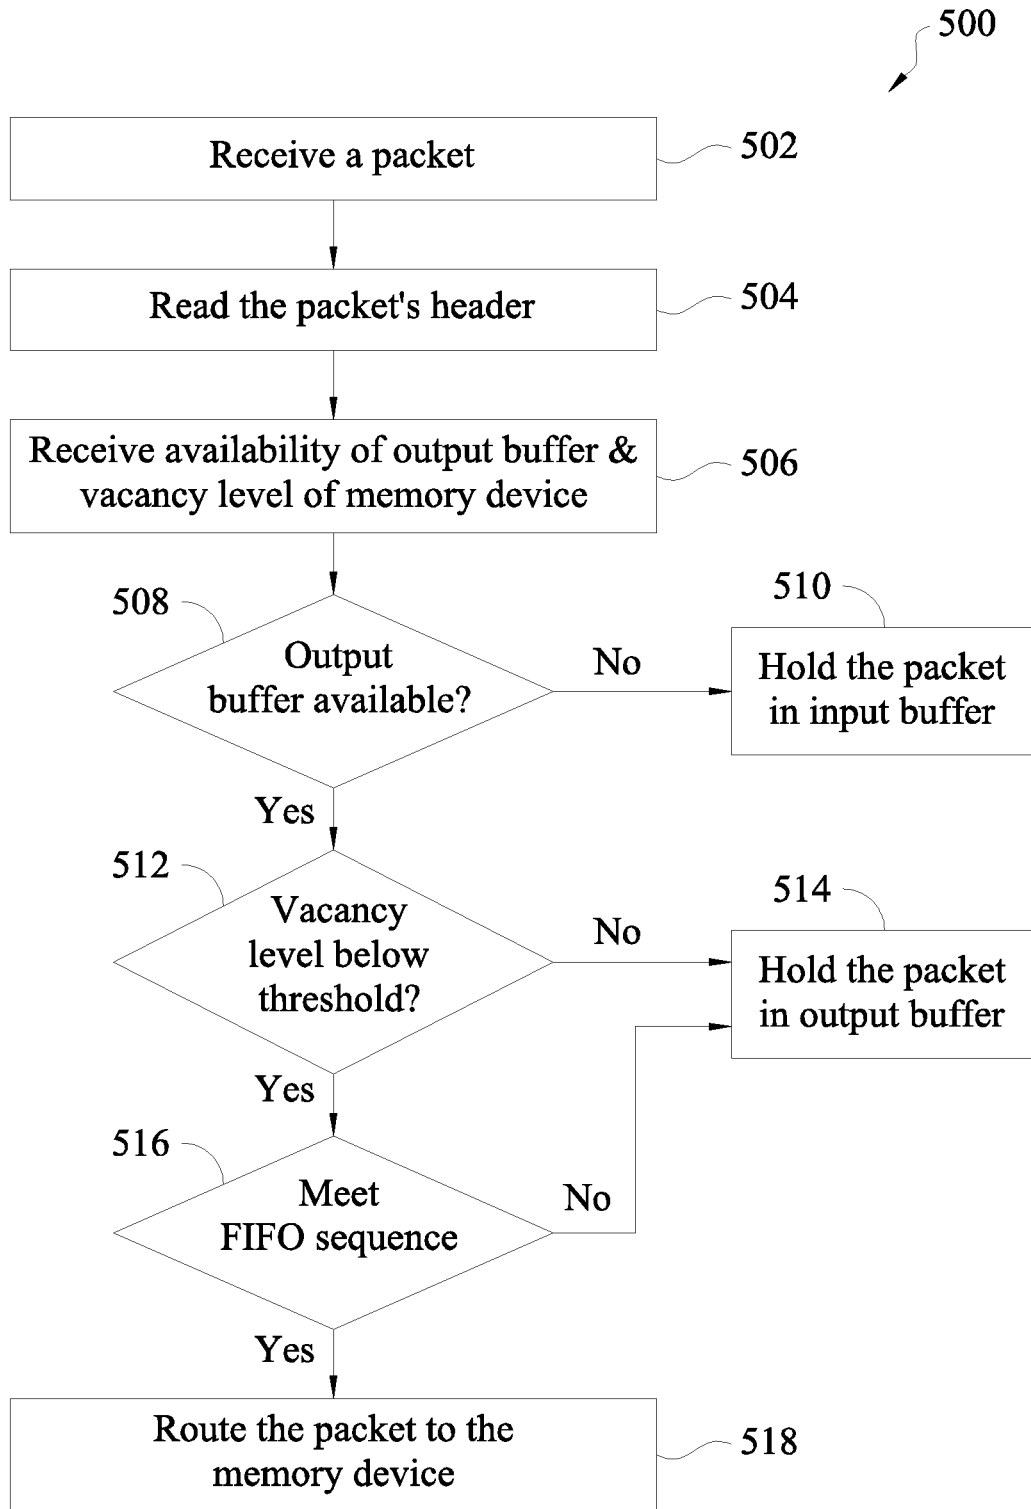 500
Receive a packet
502
Read the packet's header
504
Receive availability of output buffer &
vacancy level of memory device
506
508
Output
buffer available?
No
510
Hold the packet
in input buffer
Yes
512
Vacancy
level below
threshold?
No
514
Hold the packet
in output buffer
Yes
516
Meet
FIFO sequence
No
Yes
Route the packet to the
memory device
518